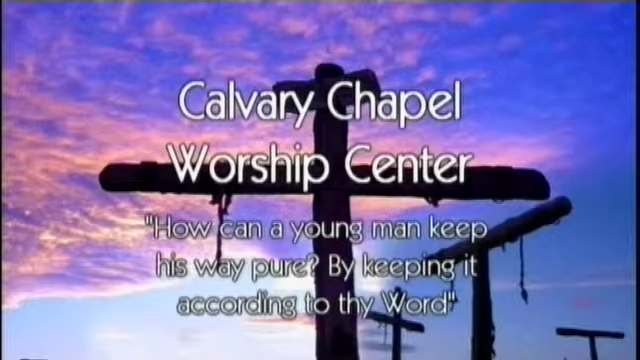 Calvary Chapel
Worship Center
"How can a young man keep
his way pure? By keeping it
according to thy Word"